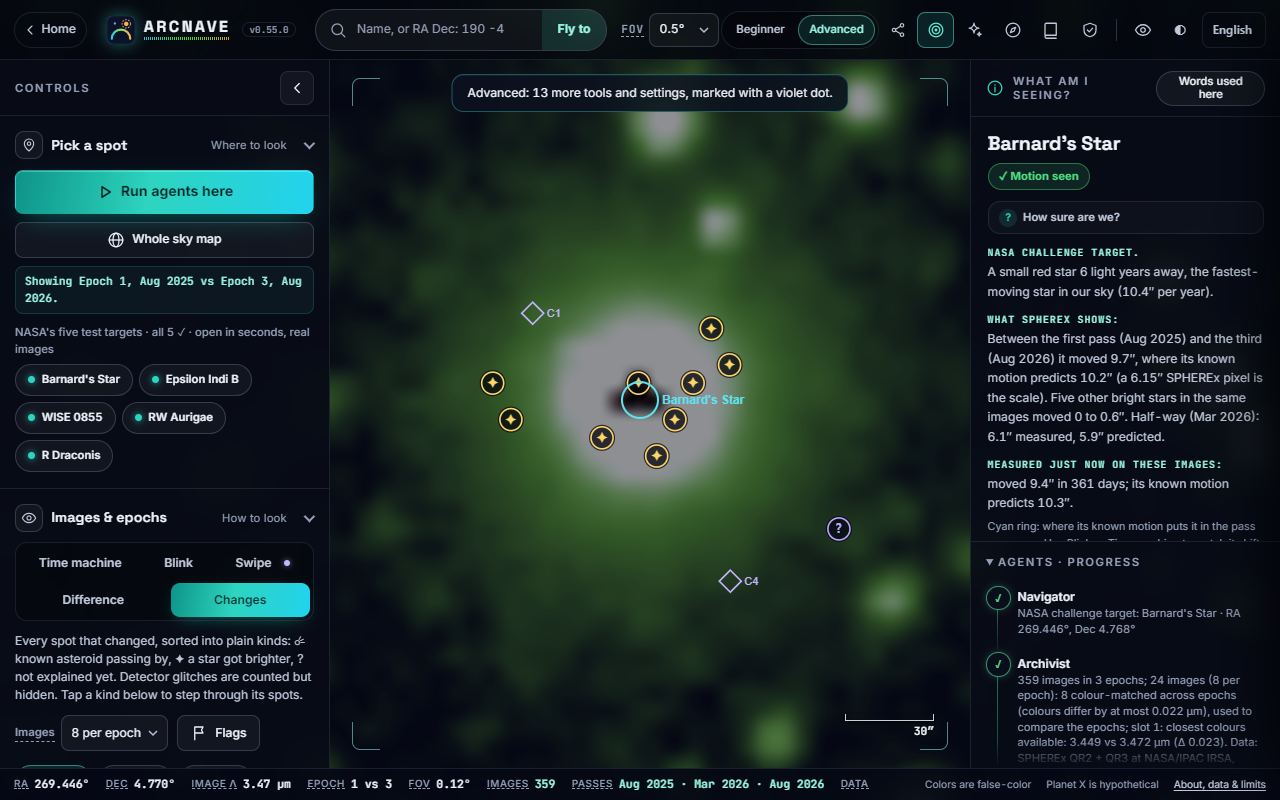 Home
ARCNAVE
v0.55.0
Name, or RA Dec: 190 -4
Fly to
FOV
0.5°
Beginner
Advanced
English
CONTROLS
Pick a spot
Where to look
Run agents here
Whole sky map
Showing Epoch 1, Aug 2025 vs Epoch 3, Aug
2026.
NASA's five test targets · all 5 ✓ · open in seconds, real
images
Barnard's Star
Epsilon Indi B
WISE 0855
RW Aurigae
R Draconis
Images & epochs
How to look
Time machine
Blink
Swipe
Difference
Changes
Every spot that changed, sorted into plain kinds:
known asteroid passing by, ✦ a star got brighter, ?
not explained yet. Detector glitches are counted but
hidden. Tap a kind below to step through its spots.
Images
8 per epoch
Flags
Advanced: 13 more tools and settings, marked with a violet dot.
C1
Barnard's Star
?
C4
30″
WHAT AM I
SEEING?
Words used
here
Barnard's Star
✓ Motion seen
? How sure are we?
NASA CHALLENGE TARGET.
A small red star 6 light years away, the fastest-
moving star in our sky (10.4″ per year).
WHAT SPHEREX SHOWS:
Between the first pass (Aug 2025) and the third
(Aug 2026) it moved 9.7″, where its known
motion predicts 10.2″ (a 6.15″ SPHEREx pixel is
the scale). Five other bright stars in the same
images moved 0 to 0.6″. Half-way (Mar 2026):
6.1″ measured, 5.9″ predicted.
MEASURED JUST NOW ON THESE IMAGES:
moved 9.4″ in 361 days; its known motion
predicts 10.3″.
Cyan ring: where its known motion puts it in the pass
▼ AGENTS · PROGRESS
Navigator
NASA challenge target: Barnard's Star · RA
269.446°, Dec 4.768°
Archivist
359 images in 3 epochs; 24 images (8 per
epoch): 8 colour-matched across epochs
(colours differ by at most 0.022 µm), used to
compare the epochs; slot 1: closest colours
available: 3.449 vs 3.472 µm (Δ 0.023). Data:
SPHEREx QR2 + QR3 at NASA/IPAC IRSA,
RA 269.446°
DEC 4.770°
IMAGE Λ 3.47 µm
EPOCH 1 vs 3
FOV 0.12°
IMAGES 359
PASSES Aug 2025 · Mar 2026 · Aug 2026
DATA
Colors are false-color
Planet X is hypothetical
About, data & limits